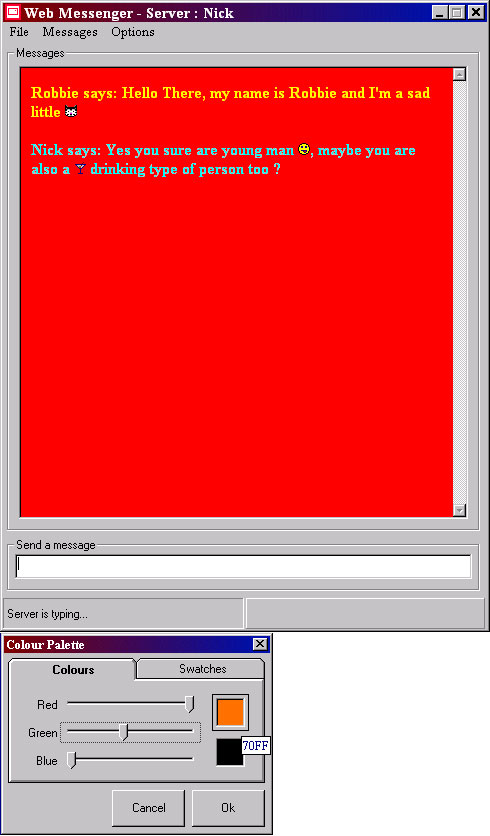 Web Messenger - Server : Nick
File Messages Options
Messages
Robbie says: Hello There, my name is Robbie and I'm a sad
little
Nick says: Yes you sure are young man , maybe you are
also a drinking type of person too ?
Send a message
Server is typing...
Colour Palette
Colours Swatches
Red
Green
70FF
Blue
Cancel Ok